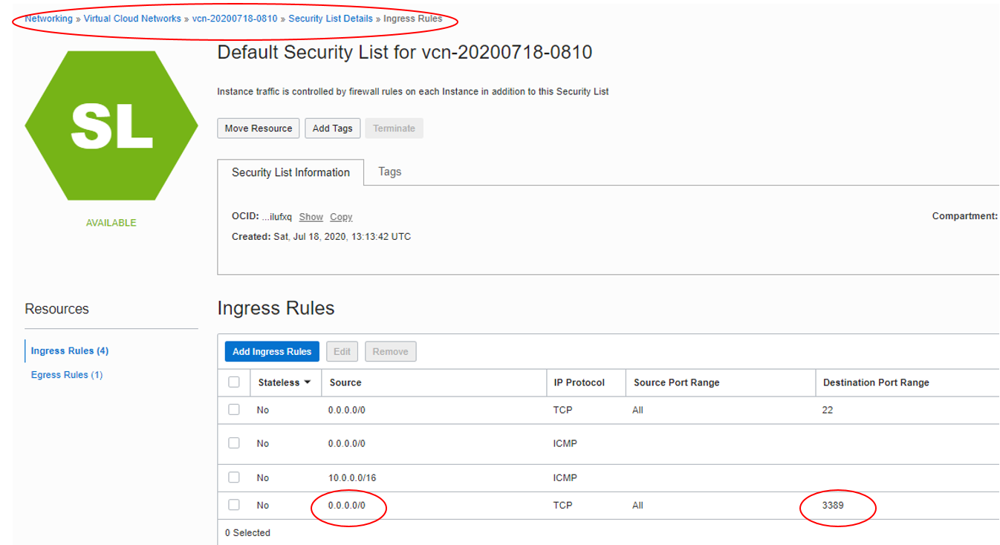 Networking » Virtual Cloud Networks » vcn-20200718-0810 » Security List Details » Ingress Rules
SL
AVAILABLE
Default Security List for vcn-20200718-0810
Instance traffic is controlled by firewall rules on each Instance in addition to this Security List
Move Resource Add Tags Terminate
Security List Information Tags
OCID: ...ilufxq Show Copy Compartment:
Created: Sat, Jul 18, 2020, 13:13:42 UTC
Resources
Ingress Rules (4)
Egress Rules (1)
Ingress Rules
Add Ingress Rules Edit Remove
Stateless Source IP Protocol Source Port Range Destination Port Range
No 0.0.0.0/0 TCP All 22
No 0.0.0.0/0 ICMP
No 10.0.0.0/16 ICMP
No 0.0.0.0/0 TCP All 3389
0 Selected